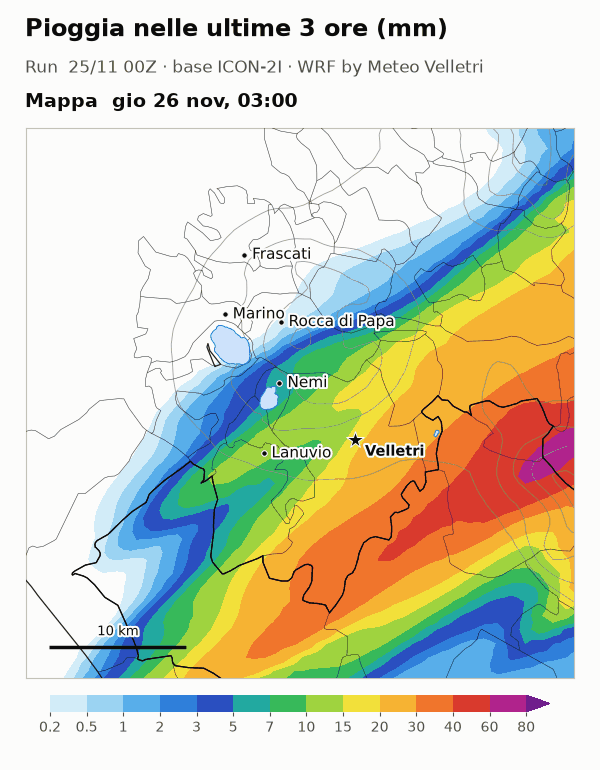 Pioggia nelle ultime 3 ore (mm)
Run  25/11 00Z · base ICON-2I · WRF by Meteo Velletri
Mappa  gio 26 nov, 03:00
Frascati
Marino
Rocca di Papa
Nemi
Velletri
Lanuvio
10 km
0.2 0.5 1 2 3 5 7 10 15 20 30 40 60 80